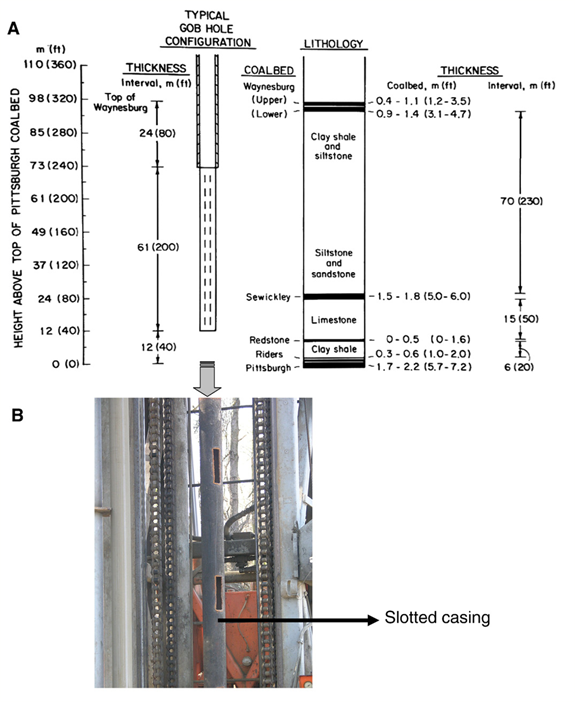 A
TYPICAL
GOB HOLE
CONFIGURATION
LITHOLOGY
m (ft)
110 (360)
98 (320)
85 (280)
73 (240)
61 (200)
49 (160)
37 (120)
24 (80)
12 (40)
0 (0)
HEIGHT ABOVE TOP OF PITTSBURGH COALBED
THICKNESS
Interval, m (ft)
Top of
Waynesburg
24 (80)
61 (200)
12 (40)
COALBED
Waynesburg
(Upper)
(Lower)
Sewickley
Redstone
Riders
Pittsburgh
Clay shale
and
siltstone
Siltstone
and
sandstone
Limestone
Clay shale
THICKNESS
Coalbed, m (ft)
Interval, m (ft)
0.4 - 1.1 (1.2-3.5)
0.9 - 1.4 (3.1-4.7)
1.5 - 1.8 (5.0-6.0)
0-0.5 (0-1.6)
0.3-0.6 (1.0-2.0)
1.7 - 2.2 (5.7-7.2)
70 (230)
15 (50)
6 (20)
B
Slotted casing